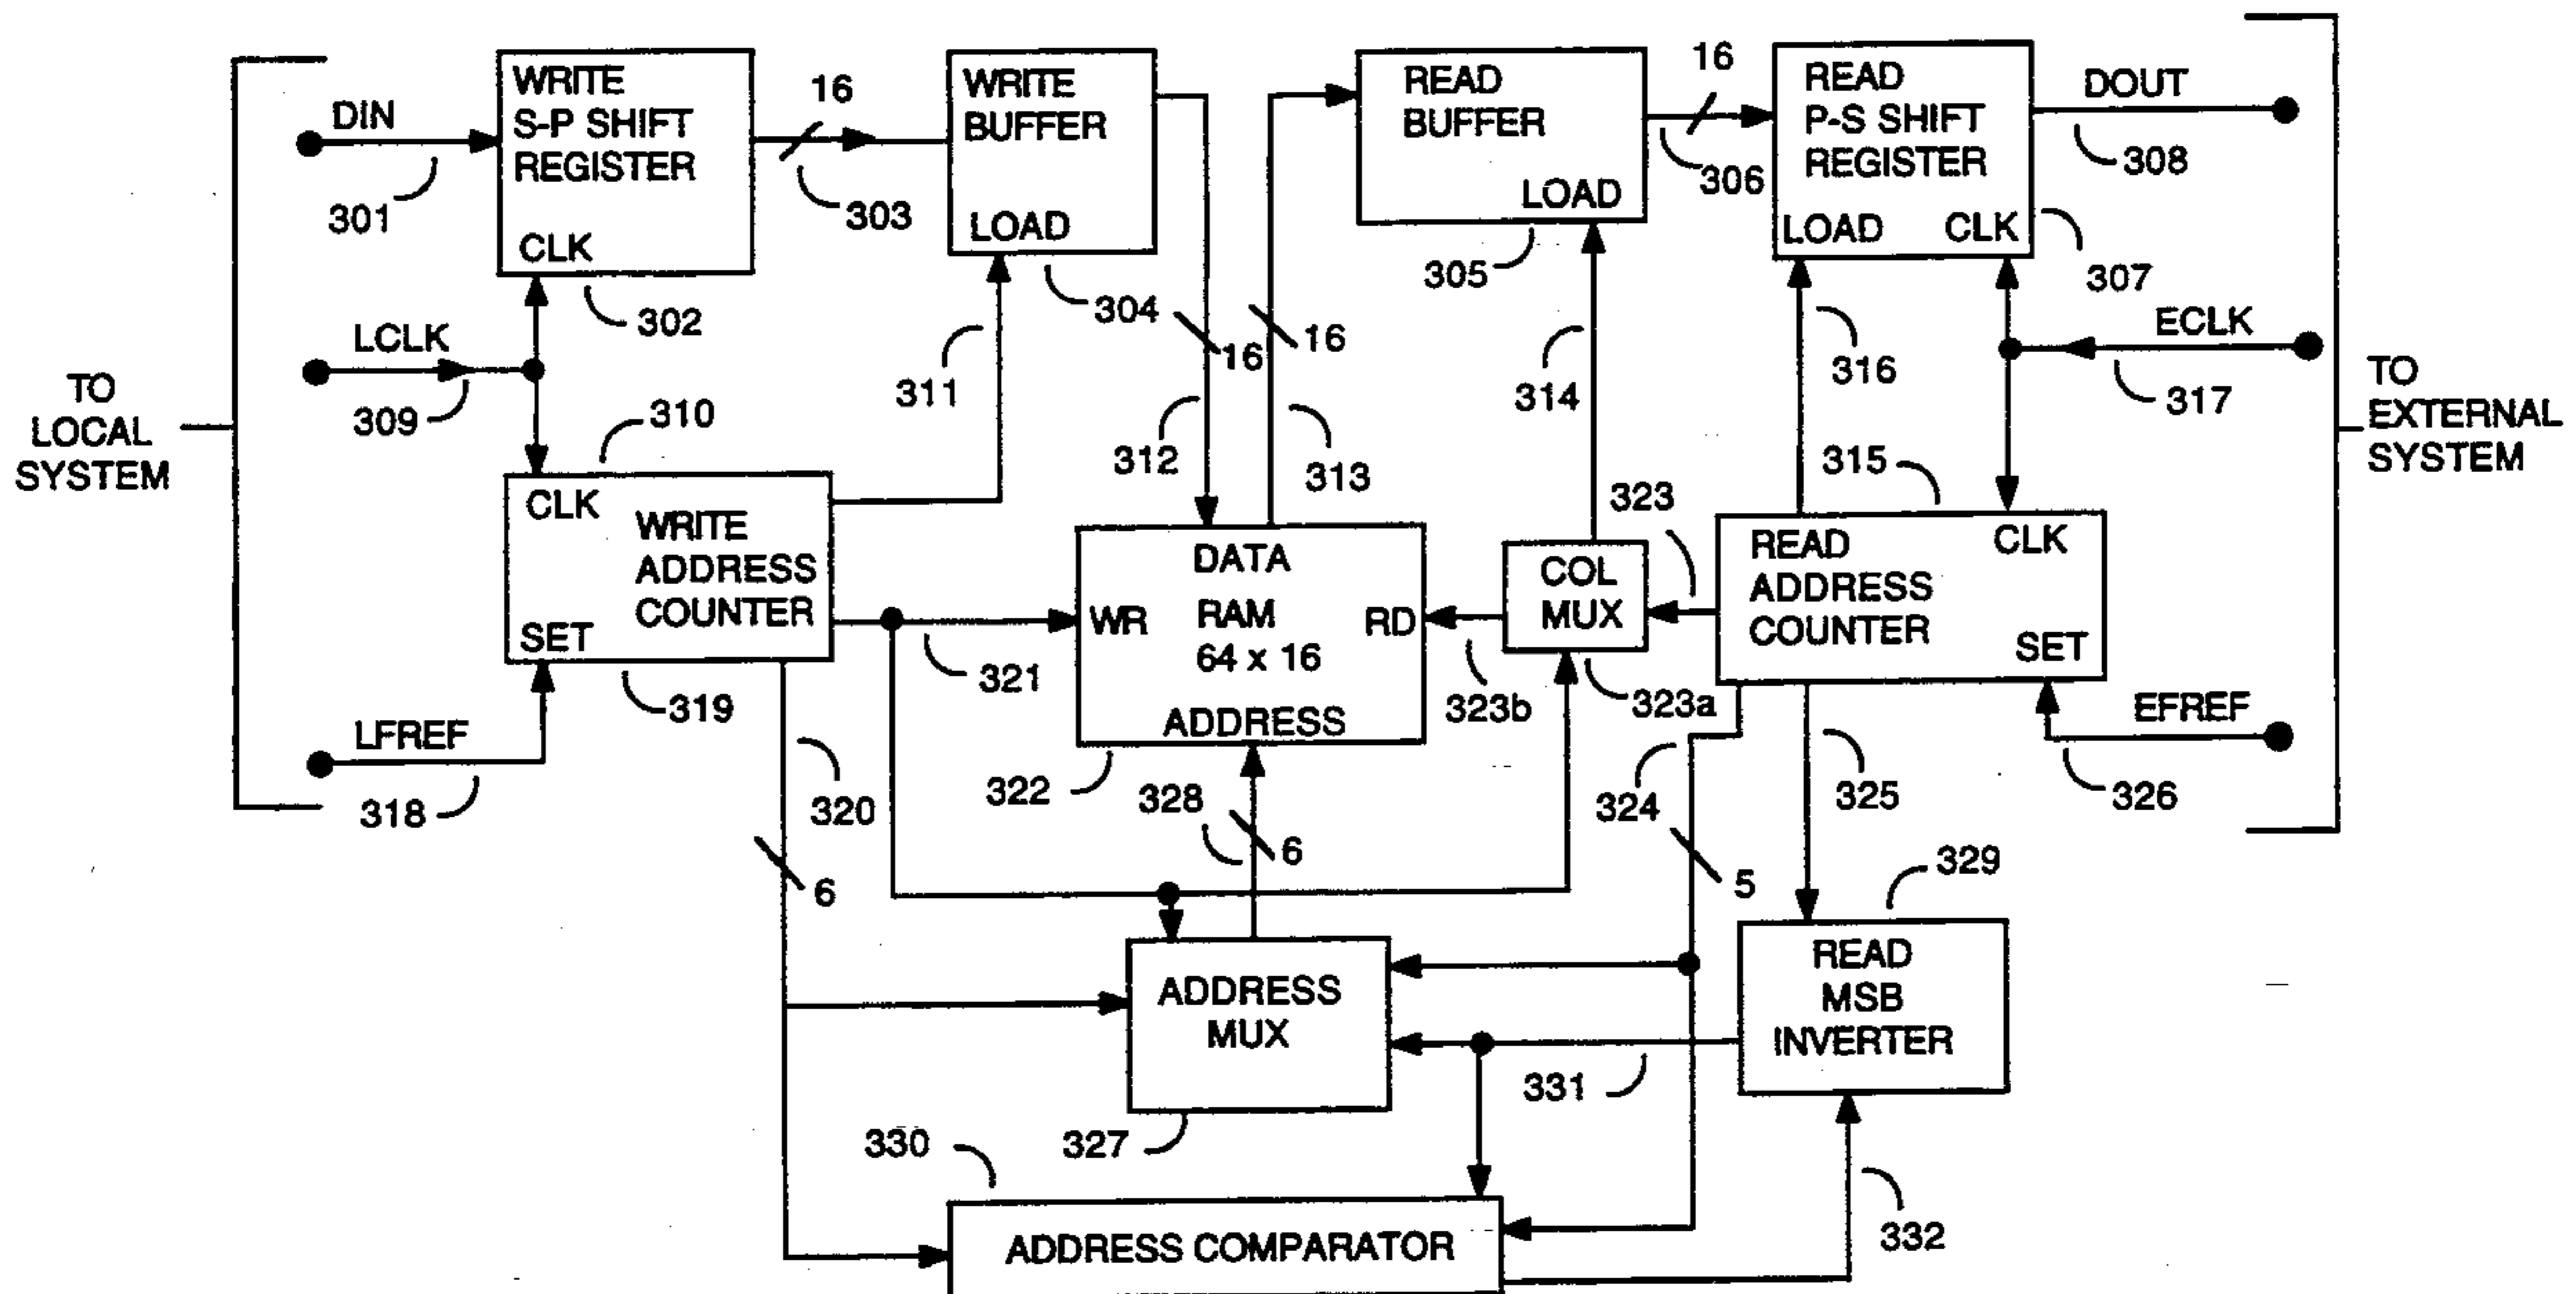 TO
LOCAL
SYSTEM
DIN
301
WRITE
S-P SHIFT
REGISTER
CLK
302
16
303
WRITE
BUFFER
LOAD
304
READ
BUFFER
LOAD
305
16
306
READ
P-S SHIFT
REGISTER
LOAD CLK
307
DOUT
308
LCLK
309
310
311
16
312
16
313
314
316
ECLK
317
315
TO
EXTERNAL
SYSTEM
CLK
WRITE
ADDRESS
COUNTER
SET
319
LFREF
318
320
6
321
DATA
WR RAM RD
64 x 16
ADDRESS
322
COL
MUX
323
323a
323b
READ
ADDRESS
COUNTER
CLK
SET
EFREF
326
324
5
325
328
6
329
READ
MSB
INVERTER
ADDRESS
MUX
327
331
330
ADDRESS COMPARATOR
332